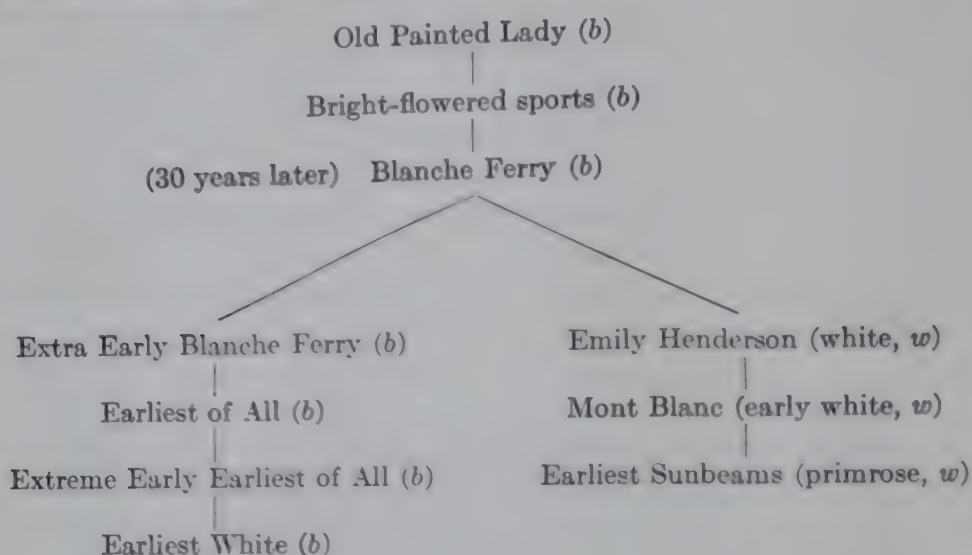 Old Painted Lady (b)
Bright-flowered sports (b)
(30 years later) Blanche Ferry (b)
Extra Early Blanche Ferry (b)
Earliest of All (b)
Extreme Early Earliest of All (b)
Earliest White (b)
Emily Henderson (white, w)
Mont Blanc (early white, w)
Earliest Sunbeams (primrose, w)